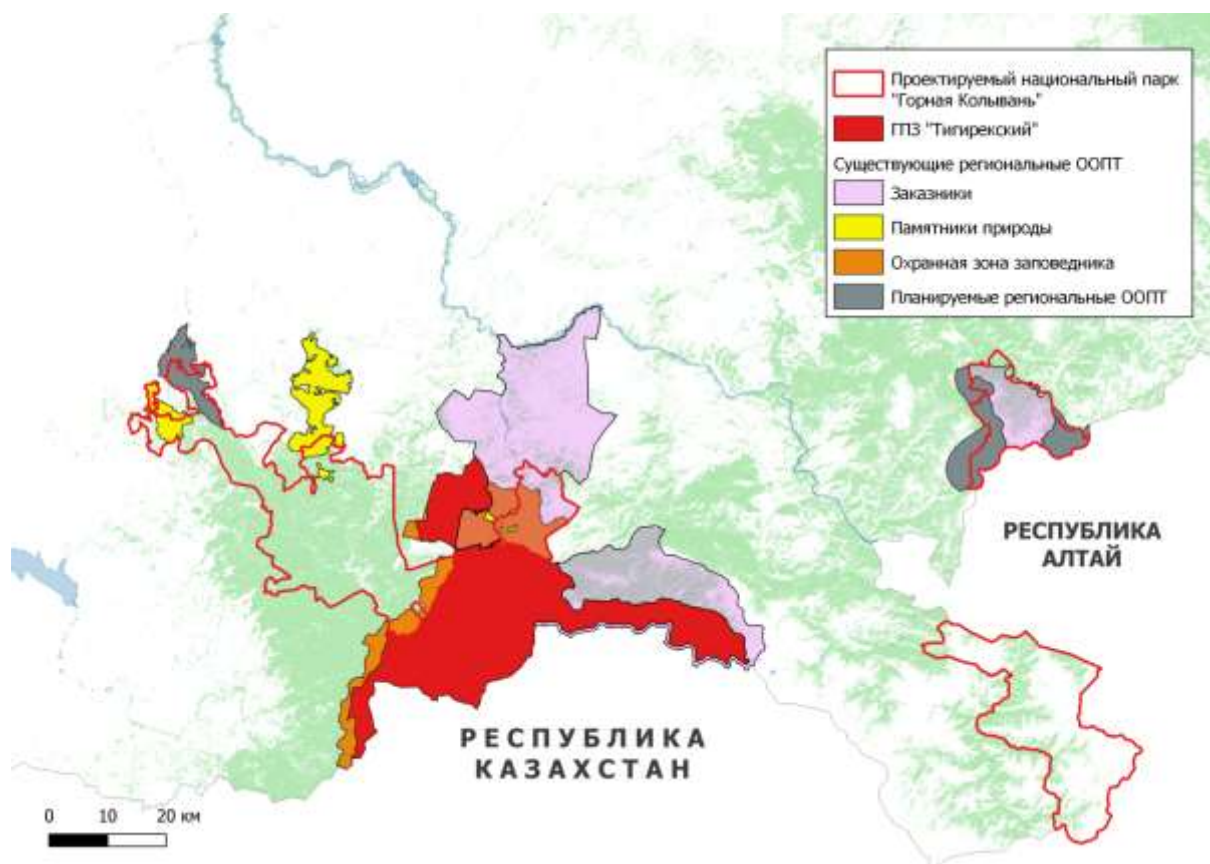 Проектируемый национальный парк
"Горная Колывань"
ГПЗ "Тигирекский"
Существующие региональные ООПТ
Заказники
Памятники природы
Охранная зона заповедника
Планируемые региональные ООПТ
РЕСПУБЛИКА
АЛТАЙ
РЕСПУБЛИКА
КАЗАХСТАН
0 10 20 км